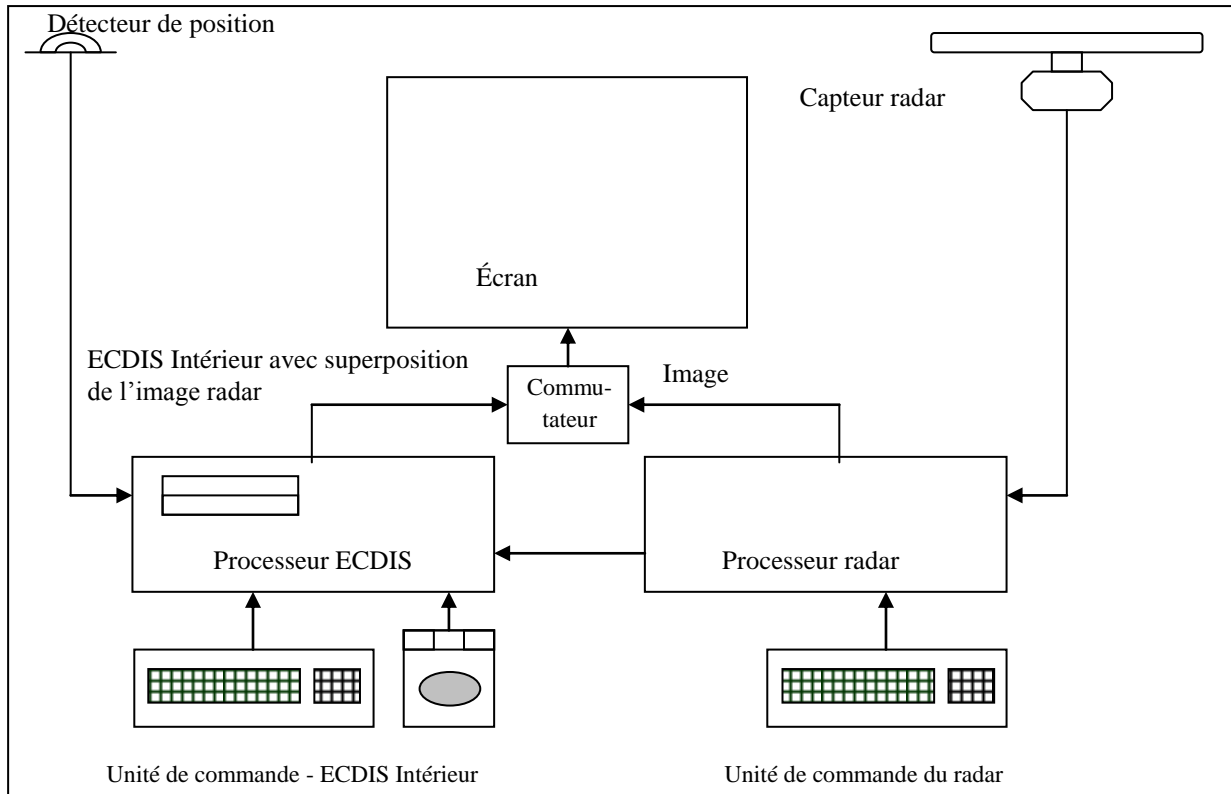 Détecteur de position
Capteur radar
Écran
ECDIS Intérieur avec superposition
de l’image radar
Commu-
tateur
Image
Processeur ECDIS
Processeur radar
Unité de commande - ECDIS Intérieur
Unité de commande du radar